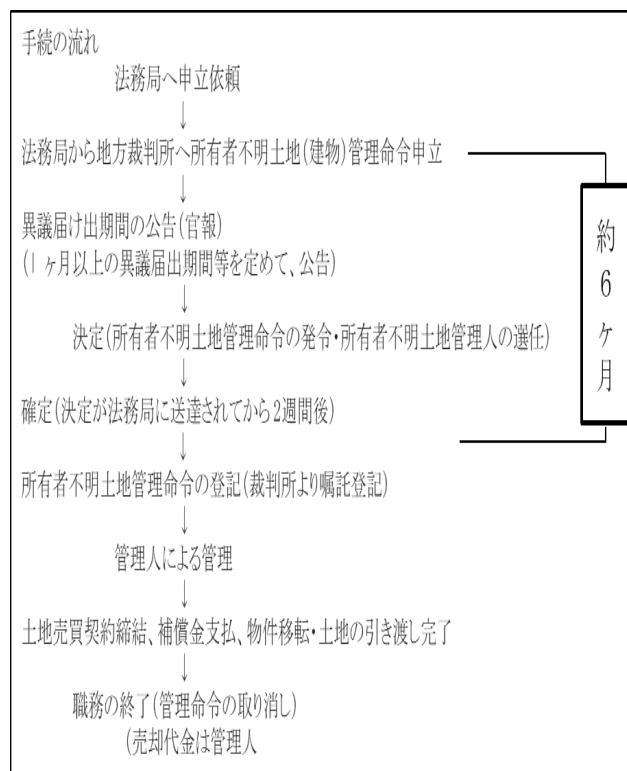 手続の流れ
法務局へ申立依頼
↓
法務局から地方裁判所へ所有者不明土地(建物)管理命令申立
↓
異議届け出期間の公告(官報)
(1ヶ月以上の異議届出期間等を定めて、公告)
↓
決定(所有者不明土地管理命令の発令・所有者不明土地管理人の選任)
↓
確定(決定が法務局に送達されてから2週間後)
↓
所有者不明土地管理命令の登記(裁判所より嘱託登記)
↓
管理人による管理
↓
土地売買契約締結、補償金支払、物件移転・土地の引き渡し完了
↓
職務の終了(管理命令の取り消し)
(売却代金は管理人
約6ヶ月